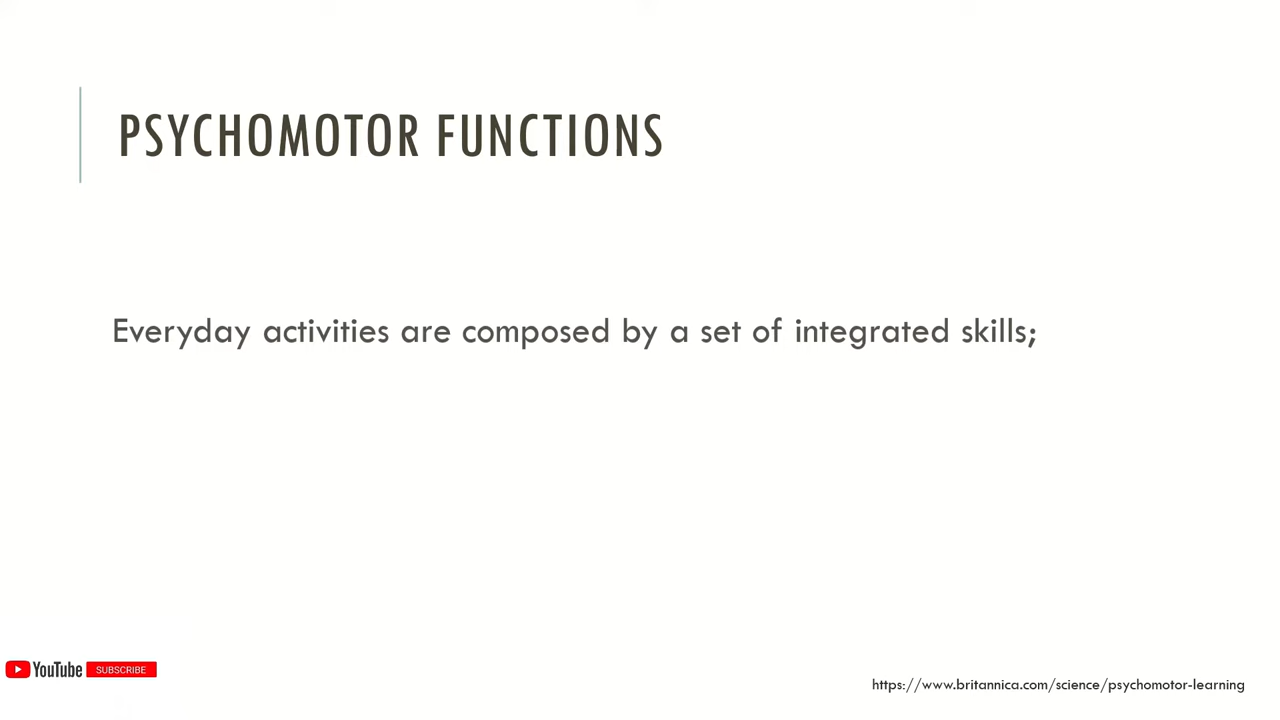 PSYCHOMOTOR FUNCTIONS
Everyday activities are composed by a set of integrated skills;
YouTube SUBSCRIBE
https://www.britannica.com/science/psychomotor-learning